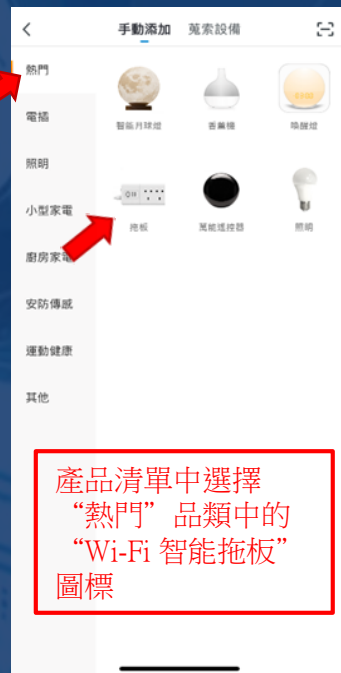 手動添加 蒐索設備
熱門
電插
照明
小型家電
廚房家電
安防傳感
運動健康
其他
智能月球燈 香薰機 喚醒燈
拖板 萬能遙控器 照明
產品清單中選擇
“熱門”品類中的
“Wi-Fi 智能拖板”
圖標